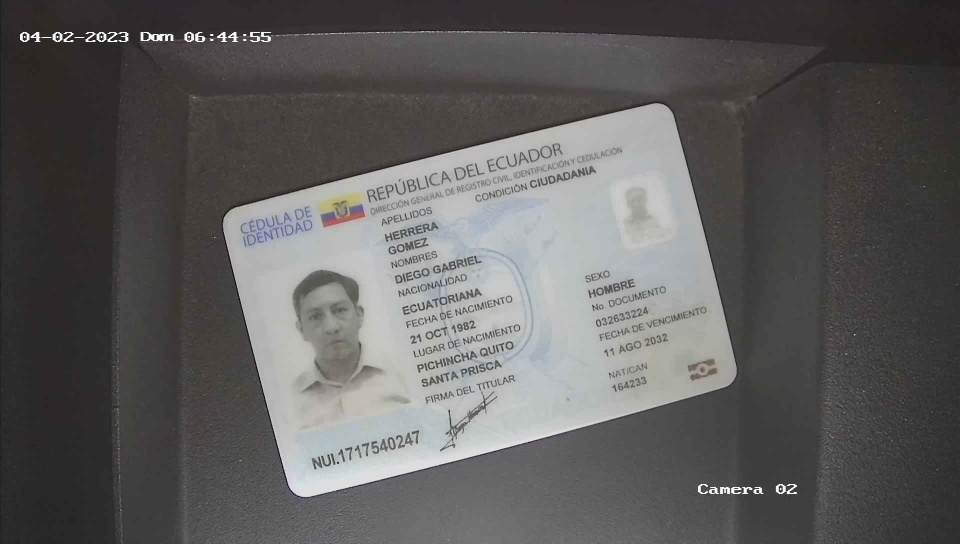 04-02-2023 Dom 06:44:55
CÉDULA DE
IDENTIDAD
REPÚBLICA DEL ECUADOR
DIRECCIÓN GENERAL DE REGISTRO CIVIL, IDENTIFICACIÓN Y CEDULACIÓN
APELLIDOS
CONDICIÓN CIUDADANIA
HERRERA
GOMEZ
NOMBRES
DIEGO GABRIEL
NACIONALIDAD
ECUATORIANA
FECHA DE NACIMIENTO
21 OCT 1982
LUGAR DE NACIMIENTO
PICHINCHA QUITO
SANTA PRISCA
FIRMA DEL TITULAR
SEXO
HOMBRE
No. DOCUMENTO
032633224
FECHA DE VENCIMIENTO
11 AGO 2032
NAT/CAN
164233
NUI.1717540247
Camera 02